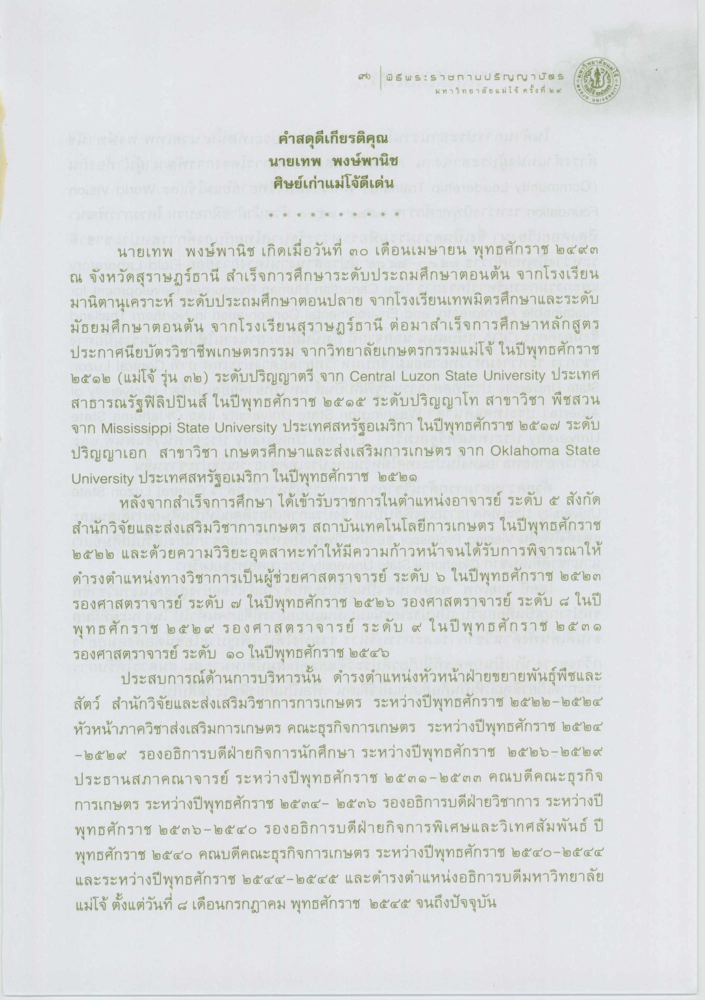 ๙๑ พิธีพระราชทานปริญญาบัตร
มหาวิทยาลัยแม่โจ้ ครั้งที่ ๒๙
มหาวิทยาลัยแม่โจ้
แม่โจ้ ๒๔๗๗
MAEJO UNIVERSITY
คำสดุดีเกียรติคุณ
นายเทพ พงษ์พานิช
ศิษย์เก่าแม่โจ้ดีเด่น
* * * * * * * * * *
นายเทพ พงษ์พานิช เกิดเมื่อวันที่ ๓๐ เดือนเมษายน พุทธศักราช ๒๔๙๓
ณ จังหวัดสุราษฎร์ธานี สำเร็จการศึกษาระดับประถมศึกษาตอนต้น จากโรงเรียน
มานิตานุเคราะห์ ระดับประถมศึกษาตอนปลาย จากโรงเรียนเทพมิตรศึกษาและระดับ
มัธยมศึกษาตอนต้น จากโรงเรียนสุราษฎร์ธานี ต่อมาสำเร็จการศึกษาหลักสูตร
ประกาศนียบัตรวิชาชีพเกษตรกรรม จากวิทยาลัยเกษตรกรรมแม่โจ้ ในปีพุทธศักราช
๒๕๑๒ (แม่โจ้ รุ่น ๓๒) ระดับปริญญาตรี จาก Central Luzon State University ประเทศ
สาธารณรัฐฟิลิปปินส์ ในปีพุทธศักราช ๒๕๑๕ ระดับปริญญาโท สาขาวิชา พืชสวน
จาก Mississippi State University ประเทศสหรัฐอเมริกา ในปีพุทธศักราช ๒๕๑๗ ระดับ
ปริญญาเอก สาขาวิชา เกษตรศึกษาและส่งเสริมการเกษตร จาก Oklahoma State
University ประเทศสหรัฐอเมริกา ในปีพุทธศักราช ๒๕๒๑
หลังจากสำเร็จการศึกษา ได้เข้ารับราชการในตำแหน่งอาจารย์ ระดับ ๕ สังกัด
สำนักวิจัยและส่งเสริมวิชาการเกษตร สถาบันเทคโนโลยีการเกษตร ในปีพุทธศักราช
๒๕๒๒ และด้วยความวิริยะอุตสาหะทำให้มีความก้าวหน้าจนได้รับการพิจารณาให้
ดำรงตำแหน่งทางวิชาการเป็นผู้ช่วยศาสตราจารย์ ระดับ ๖ ในปีพุทธศักราช ๒๕๒๓
รองศาสตราจารย์ ระดับ ๗ ในปีพุทธศักราช ๒๕๒๖ รองศาสตราจารย์ ระดับ ๘ ในปี
พุทธศักราช ๒๕๒๙ รองศาสตราจารย์ ระดับ ๙ ในปีพุทธศักราช ๒๕๓๑
รองศาสตราจารย์ ระดับ ๑๐ ในปีพุทธศักราช ๒๕๔๖
ประสบการณ์ด้านการบริหารนั้น ดำรงตำแหน่งหัวหน้าฝ่ายขยายพันธุ์พืชและ
สัตว์ สำนักวิจัยและส่งเสริมวิชาการการเกษตร ระหว่างปีพุทธศักราช ๒๕๒๒-๒๕๒๔
หัวหน้าภาควิชาส่งเสริมการเกษตร คณะธุรกิจการเกษตร ระหว่างปีพุทธศักราช ๒๕๒๔
-๒๕๒๙ รองอธิการบดีฝ่ายกิจการนักศึกษา ระหว่างปีพุทธศักราช ๒๕๒๖-๒๕๒๙
ประธานสภาคณาจารย์ ระหว่างปีพุทธศักราช ๒๕๓๑-๒๕๓๓ คณบดีคณะธุรกิจ
การเกษตร ระหว่างปีพุทธศักราช ๒๕๓๔- ๒๕๓๖ รองอธิการบดีฝ่ายวิชาการ ระหว่างปี
พุทธศักราช ๒๕๓๖-๒๕๔๐ รองอธิการบดีฝ่ายกิจการพิเศษและวิเทศสัมพันธ์ ปี
พุทธศักราช ๒๕๔๐ คณบดีคณะธุรกิจการเกษตร ระหว่างปีพุทธศักราช ๒๕๔๐-๒๕๔๔
และระหว่างปีพุทธศักราช ๒๕๔๔-๒๕๔๕ และดำรงตำแหน่งอธิการบดีมหาวิทยาลัย
แม่โจ้ ตั้งแต่วันที่ ๘ เดือนกรกฎาคม พุทธศักราช ๒๕๔๕ จนถึงปัจจุบัน